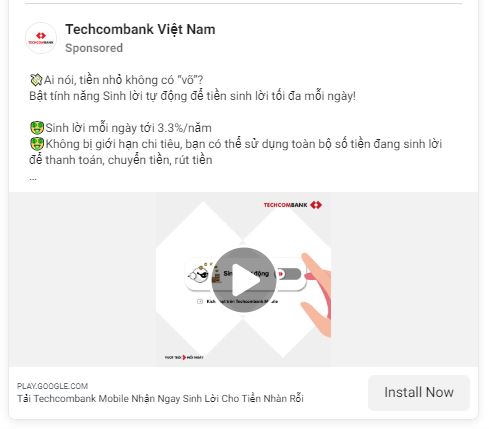 TECHCOMBANK
Techcombank Việt Nam
Sponsored
💸Ai nói, tiền nhỏ không có “võ”?
Bật tính năng Sinh lời tự động để tiền sinh lời tối đa mỗi ngày!
🤑Sinh lời mỗi ngày tới 3.3%/năm
🤑Không bị giới hạn chi tiêu, bạn có thể sử dụng toàn bộ số tiền đang sinh lời
để thanh toán, chuyển tiền, rút tiền
...
TECHCOMBANK
Sinh động
Kích trên Techcombank Mobile
VƯỢT TRỘI MỖI NGÀY
PLAY.GOOGLE.COM
Tải Techcombank Mobile Nhận Ngay Sinh Lời Cho Tiền Nhàn Rỗi
Install Now